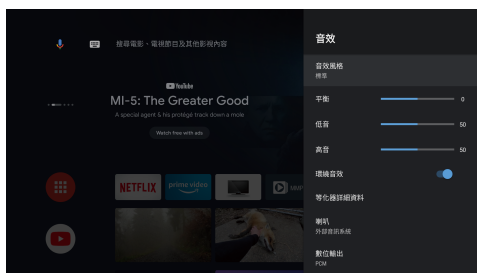 搜尋電影、電視節目及其他影視內容
YouTube
MI-5: The Greater Good
A special agent & his protégé track down a mole
Watch free with ads
NETFLIX
prime video
音效
音效風格
標準
平衡
0
低音
50
高音
50
環繞音效
等化器詳細資料
喇叭
外部音訊系統
數位輸出
PCM